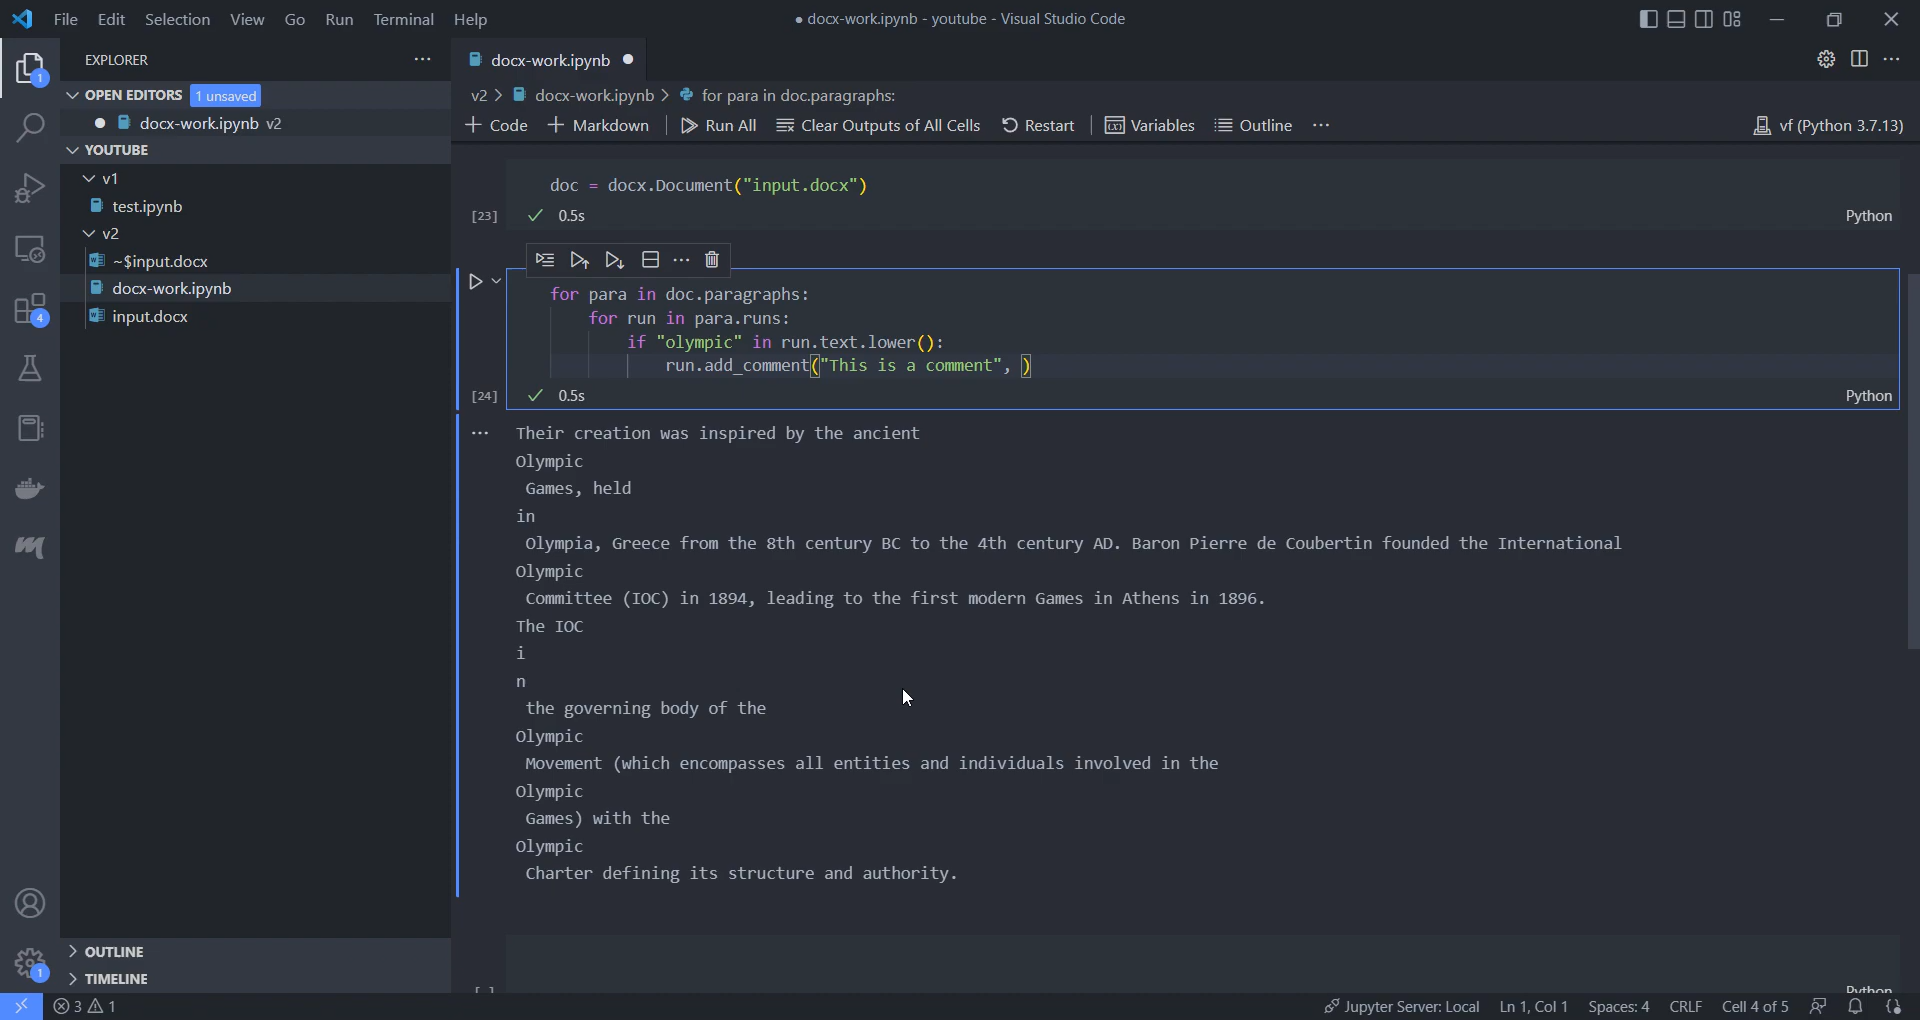 File Edit Selection View Go Run Terminal Help
● docx-work.ipynb - youtube - Visual Studio Code
EXPLORER
OPEN EDITORS 1 unsaved
docx-work.ipynb v2
YOUTUBE
v1
test.ipynb
v2
~$input.docx
docx-work.ipynb
input.docx
OUTLINE
TIMELINE
1
4
1
docx-work.ipynb
v2 > docx-work.ipynb > for para in doc.paragraphs:
+ Code + Markdown Run All Clear Outputs of All Cells Restart Variables Outline ... vf (Python 3.7.13)
doc = docx.Document("input.docx")
[23] 0.5s Python
for para in doc.paragraphs:
for run in para.runs:
if "olympic" in run.text.lower():
run.add_comment("This is a comment", )
[24] 0.5s Python
... Their creation was inspired by the ancient
Olympic
Games, held
in
Olympia, Greece from the 8th century BC to the 4th century AD. Baron Pierre de Coubertin founded the International
Olympic
Committee (IOC) in 1894, leading to the first modern Games in Athens in 1896.
The IOC
i
n
the governing body of the
Olympic
Movement (which encompasses all entities and individuals involved in the
Olympic
Games) with the
Olympic
Charter defining its structure and authority.
[ ] Python
3 1 Jupyter Server: Local Ln 1, Col 1 Spaces: 4 CRLF Cell 4 of 5